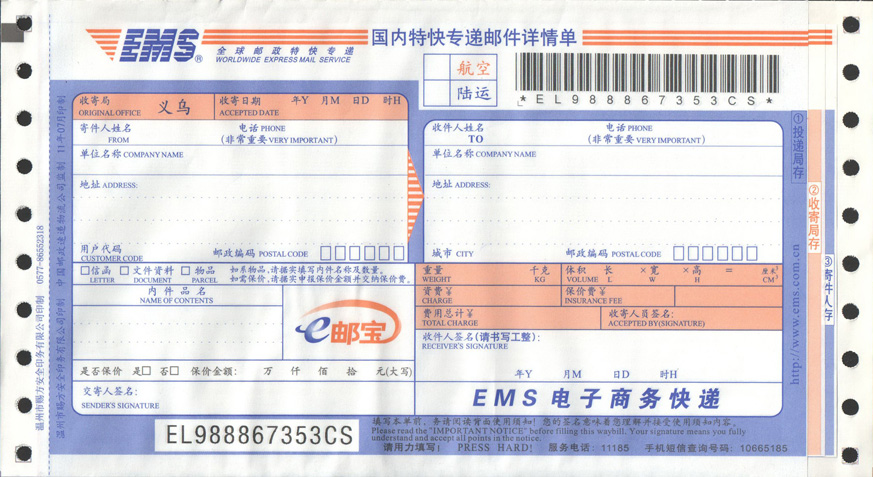 EMS®
全球邮政特快专递
WORLDWIDE EXPRESS MAIL SERVICE
国内特快专递邮件详情单
航空
陆运
*EL988867353CS*
收寄局
ORIGINAL OFFICE
义乌
收寄日期
ACCEPTED DATE
年Y 月M 日D 时H
寄件人姓名
FROM
电话 PHONE
(非常重要 VERY IMPORTANT)
单位名称 COMPANY NAME
地址 ADDRESS:
用户代码
CUSTOMER CODE
邮政编码 POSTAL CODE
收件人姓名
TO
电话 PHONE
(非常重要 VERY IMPORTANT)
单位名称 COMPANY NAME
地址 ADDRESS:
城市 CITY
邮政编码 POSTAL CODE
信函
LETTER
文件资料
DOCUMENT
物品
PARCEL
如系物品,请据实填写内件名称及数量。
如需保价,请据实申报保价金额并交纳保价费。
内件品名
NAME OF CONTENTS
e邮宝
是否保价 是□ 否□ 保价金额: 万 仟 佰 拾 元(大写)
交寄人签名:
SENDER'S SIGNATURE
重量
WEIGHT
千克
KG
体积 长 ×宽 ×高 = 厘米³
VOLUME L W H CM³
资费¥
CHARGE
保价费¥
INSURANCE FEE
费用总计¥
TOTAL CHARGE
收寄人员签名:
ACCEPTED BY(SIGNATURE)
收件人签名(请书写工整):
RECEIVER'S SIGNATURE
年Y 月M 日D 时H
EMS 电子商务快递
EL988867353CS
填写本单前,务请阅读背面使用须知!您的签名意味着您理解并接受使用须知内容。
Please read the "IMPORTANT NOTICE" before filling this waybill. Your signature means you fully
understand and accept all points in the notice.
请用力填写! PRESS HARD! 服务电话:11185 手机短信查询号码:10665185
①投递局存
②收寄局存
③寄件人存
http://www.ems.com.cn
中国邮政速递物流公司监制 11年07月印制
温州市赐方安全印务有限公司印制
温州市赐方安全印务有限公司印制 0577-86552318